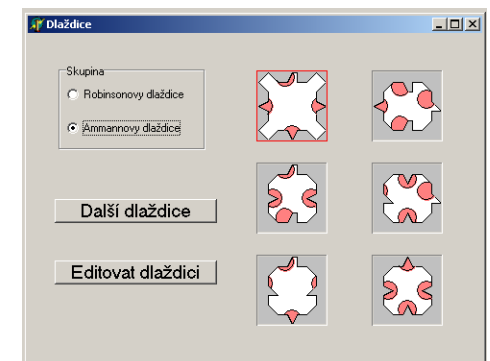 Dlaždice
Skupina
Robinsonovy dlaždice
Ammannovy dlaždice
Další dlaždice
Editovat dlaždici